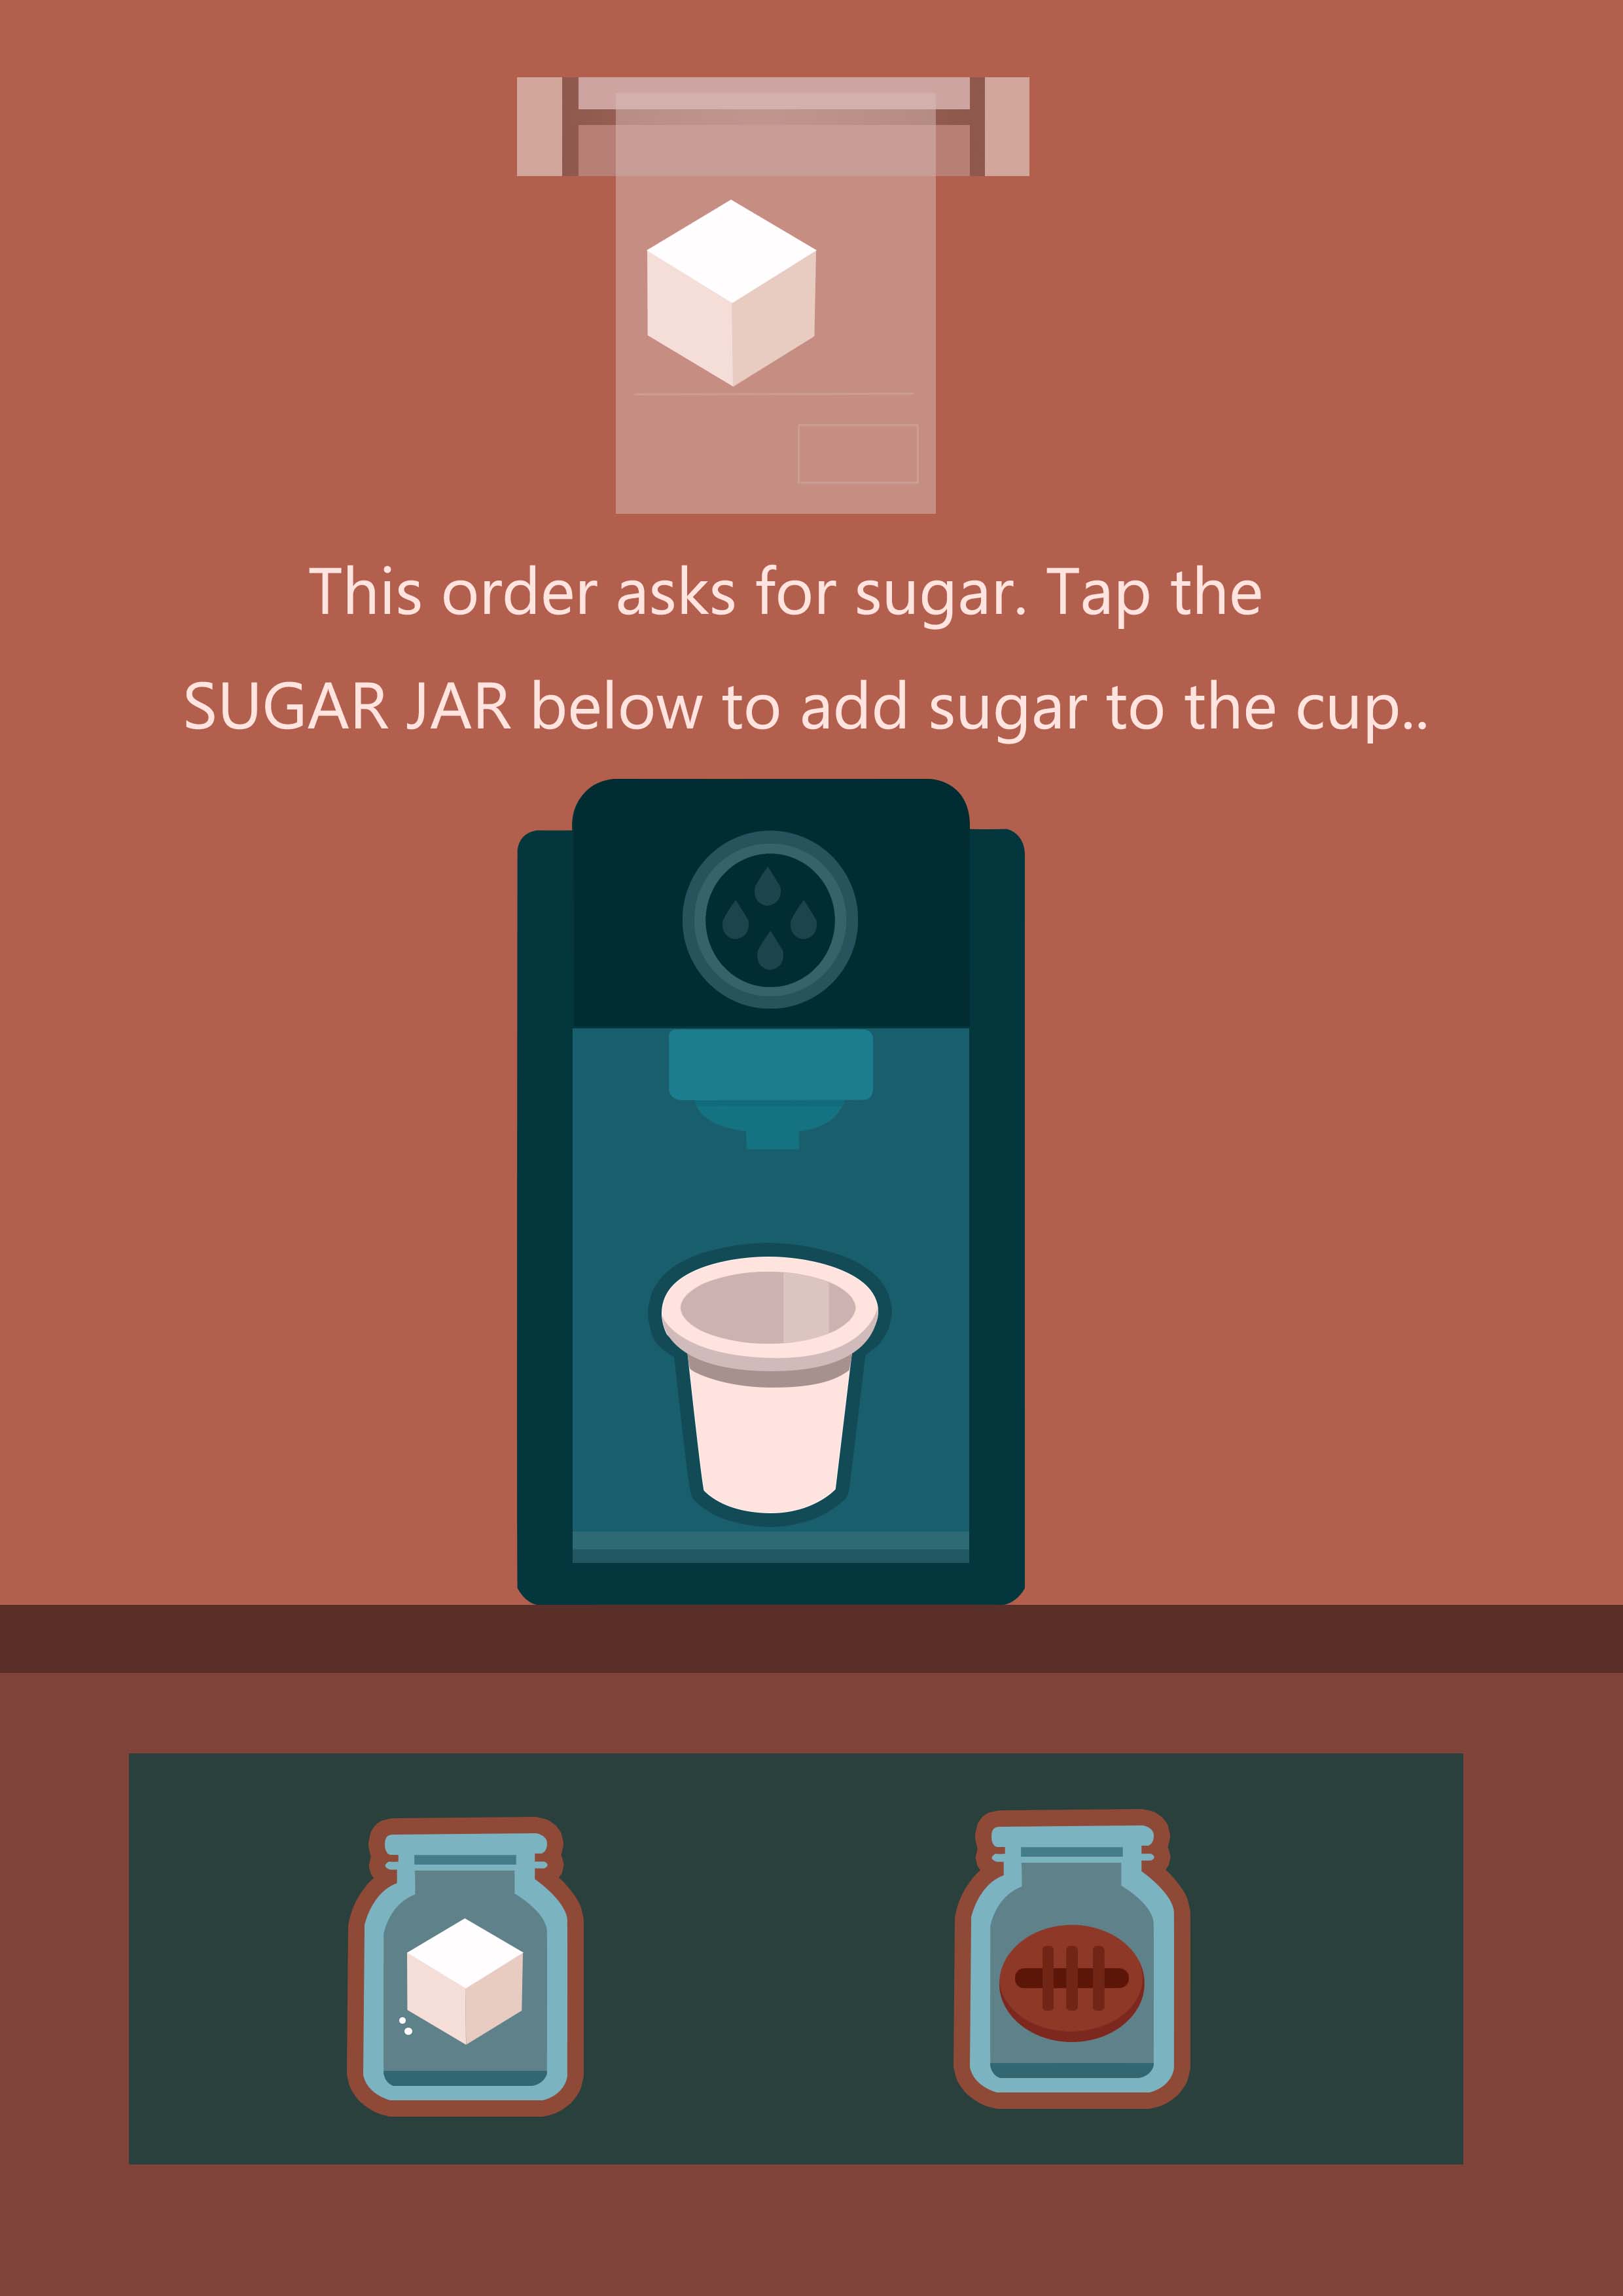 This order asks for sugar. Tap the
SUGAR JAR below to add sugar to the cup..